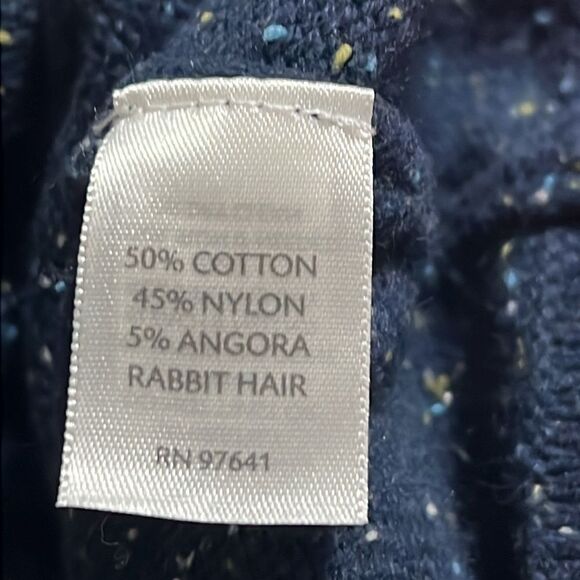 50% COTTON
45% NYLON
5% ANGORA
RABBIT HAIR
RN 97641